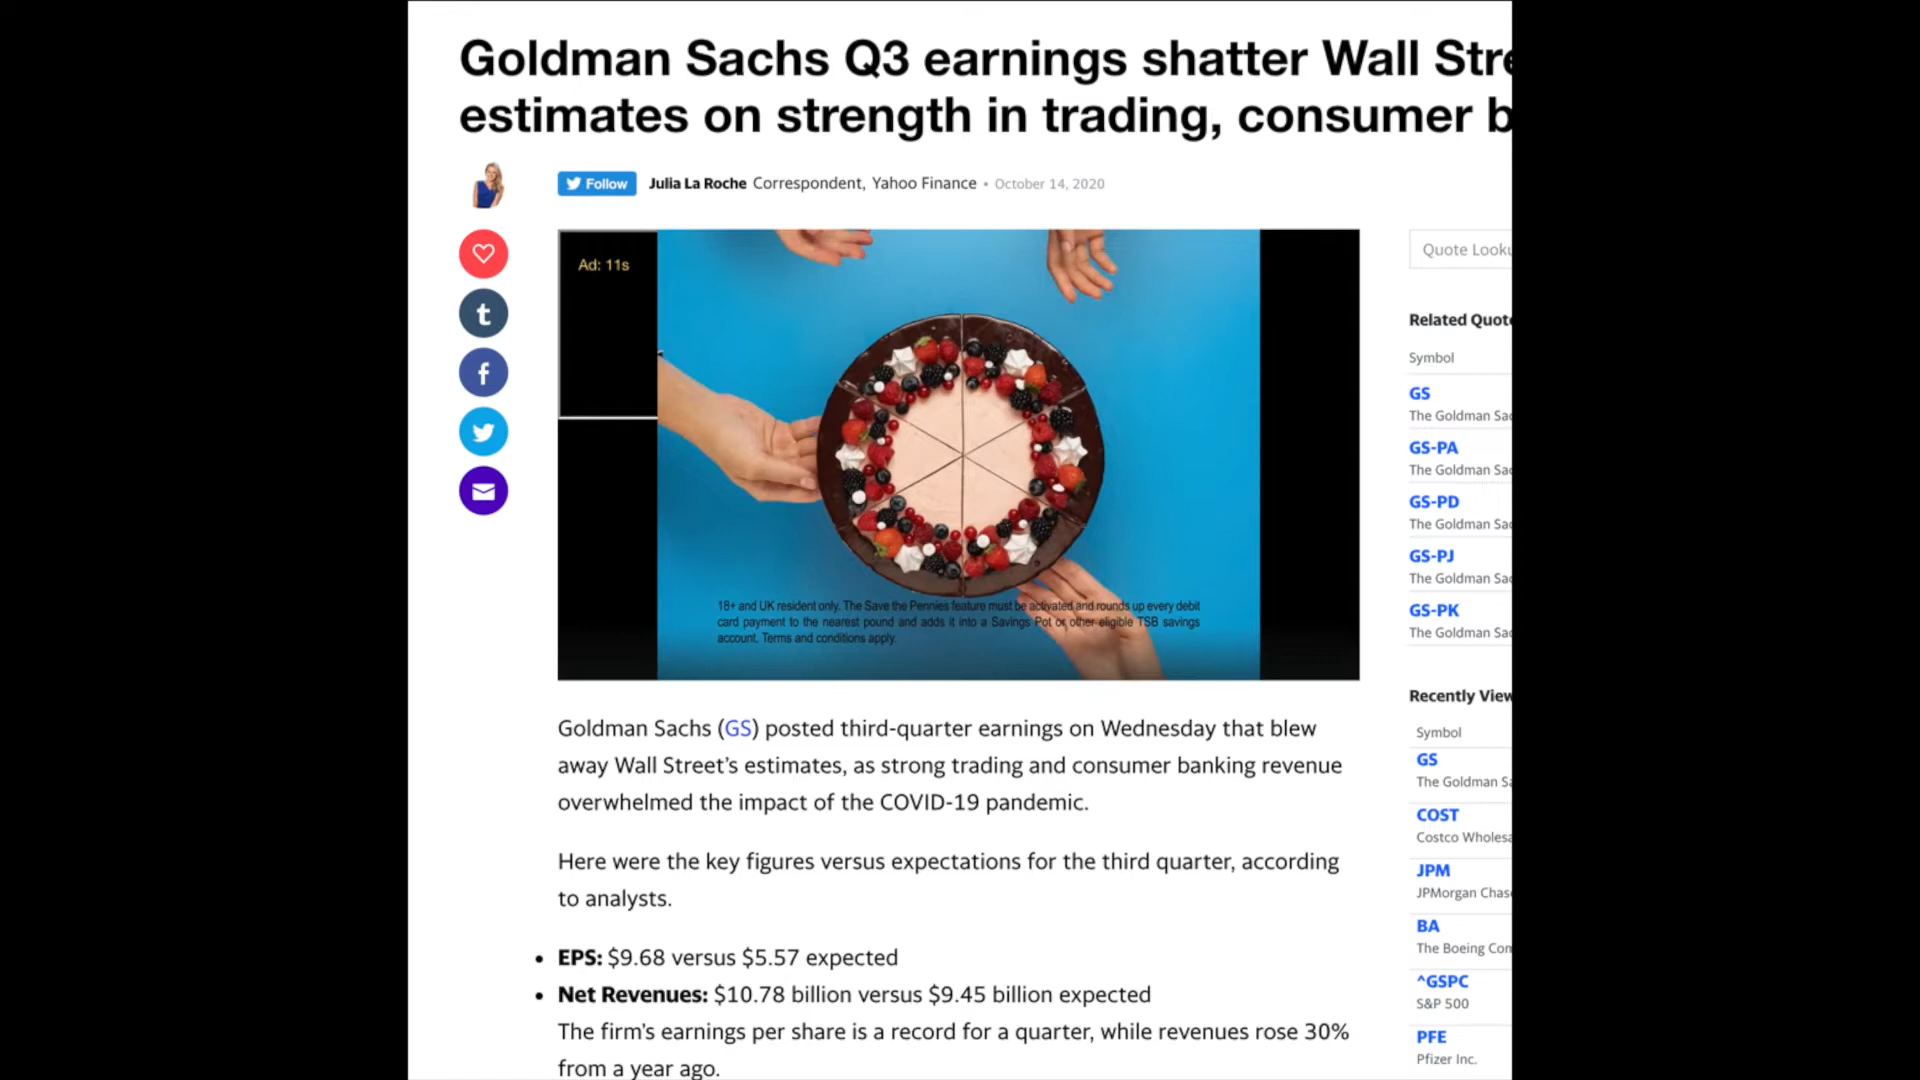 Goldman Sachs Q3 earnings shatter Wall Stre
estimates on strength in trading, consumer b
Follow Julia La Roche Correspondent, Yahoo Finance • October 14, 2020
Ad: 11s
18+ and UK resident only. The Save the Pennies feature must be activated and rounds up every debit
card payment to the nearest pound and adds it into a Savings Pot or other eligible TSB savings
account. Terms and conditions apply.
Goldman Sachs (GS) posted third-quarter earnings on Wednesday that blew
away Wall Street’s estimates, as strong trading and consumer banking revenue
overwhelmed the impact of the COVID-19 pandemic.
Here were the key figures versus expectations for the third quarter, according
to analysts.
• EPS: $9.68 versus $5.57 expected
• Net Revenues: $10.78 billion versus $9.45 billion expected
The firm’s earnings per share is a record for a quarter, while revenues rose 30%
from a year ago.
Quote Looku
Related Quote
Symbol
GS
The Goldman Sac
GS-PA
The Goldman Sac
GS-PD
The Goldman Sac
GS-PJ
The Goldman Sac
GS-PK
The Goldman Sac
Recently View
Symbol
GS
The Goldman Sa
COST
Costco Wholesa
JPM
JPMorgan Chase
BA
The Boeing Com
^GSPC
S&P 500
PFE
Pfizer Inc.